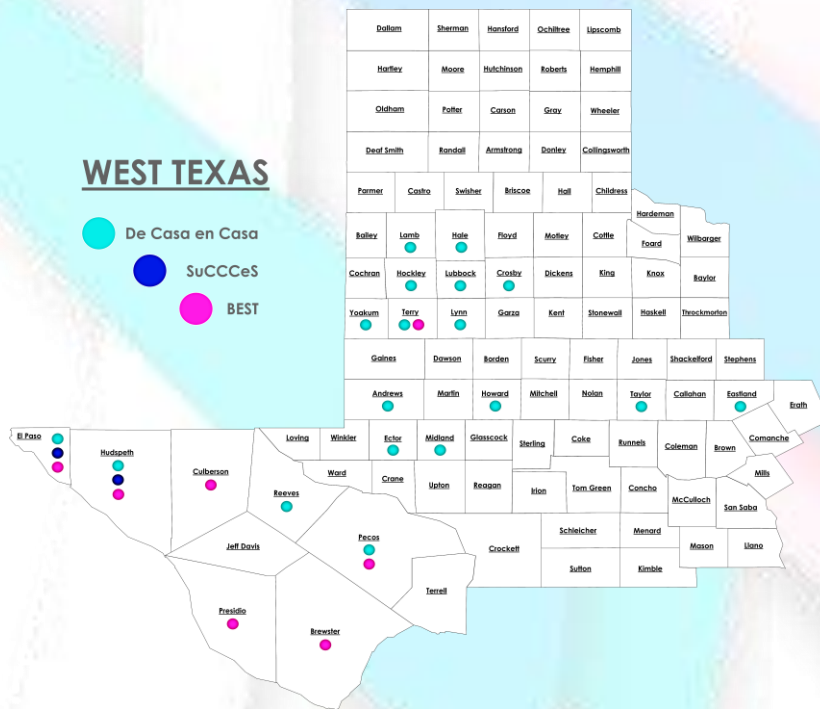 Dallam Sherman Hansford Ochiltree Lipscomb
Hartley Moore Hutchinson Roberts Hemphill
Oldham Potter Carson Gray Wheeler
Deaf Smith Randall Armstrong Donley Collingsworth
WEST TEXAS
Parmer Castro Swisher Briscoe Hall Childress
Hardeman
De Casa en Casa
Bailey Lamb Hale Floyd Motley Cottle Foard Wilbarger
SuCCCeS
Cochran Hockley Lubbock Crosby Dickens King Knox Baylor
BEST
Yoakum Terry Lynn Garza Kent Stonewall Haskell Throckmorton
Gaines Dawson Borden Scurry Fisher Jones Shackelford Stephens
Andrews Martin Howard Mitchell Nolan Taylor Callahan Eastland Erath
El Paso Hudspeth Loving Winkler Ector Midland Glasscock Sterling Coke Runnels Coleman Brown Comanche
Culberson Ward Crane Upton Reagan Irion Tom Green Concho McCulloch Mills
Reeves San Saba
Pecos Schleicher Menard
Jeff Davis Crockett Mason Llano
Sutton Kimble
Terrell
Presidio Brewster